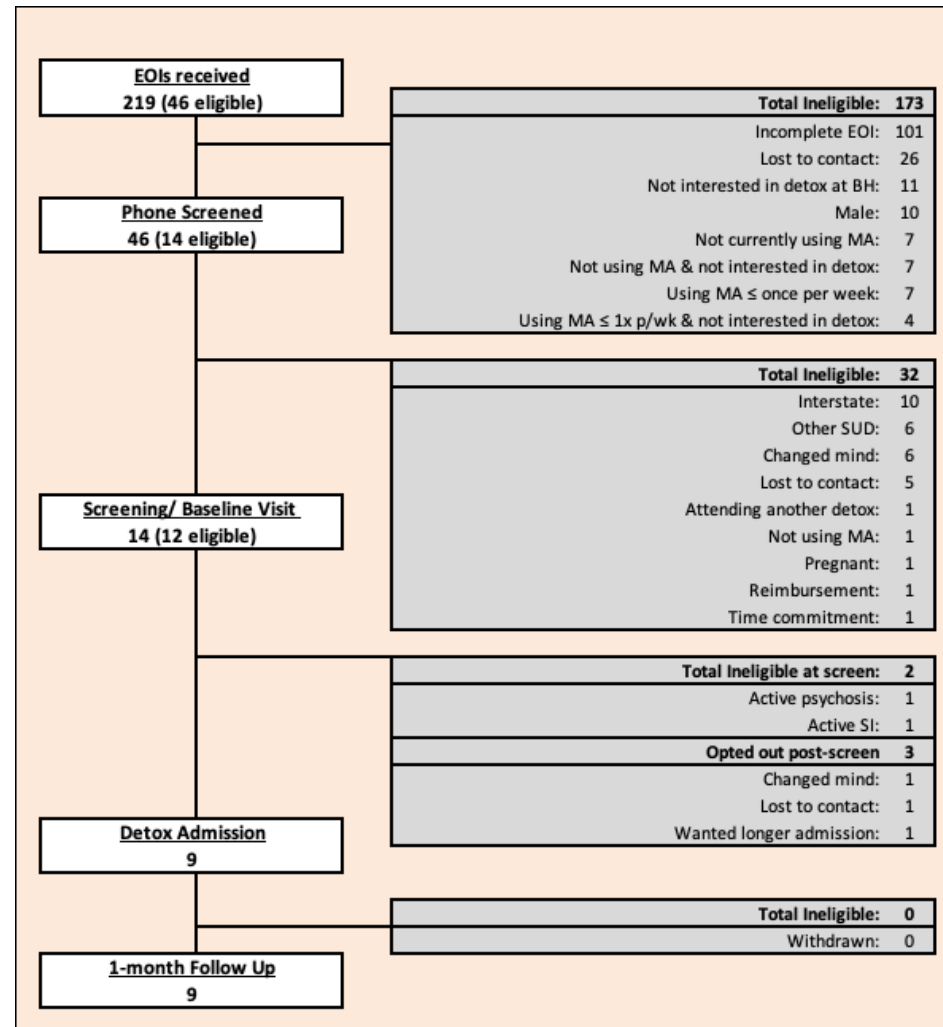 EOIs received
219 (46 eligible)
Total Ineligible: 173
Incomplete EOI: 101
Lost to contact: 26
Not interested in detox at BH: 11
Male: 10
Not currently using MA: 7
Not using MA & not interested in detox: 7
Using MA ≤ once per week: 7
Using MA ≤ 1x p/wk & not interested in detox: 4
Phone Screened
46 (14 eligible)
Total Ineligible: 32
Interstate: 10
Other SUD: 6
Changed mind: 6
Lost to contact: 5
Attending another detox: 1
Not using MA: 1
Pregnant: 1
Reimbursement: 1
Time commitment: 1
Screening/ Baseline Visit
14 (12 eligible)
Total Ineligible at screen: 2
Active psychosis: 1
Active SI: 1
Opted out post-screen 3
Changed mind: 1
Lost to contact: 1
Wanted longer admission: 1
Detox Admission
9
Total Ineligible: 0
Withdrawn: 0
1-month Follow Up
9